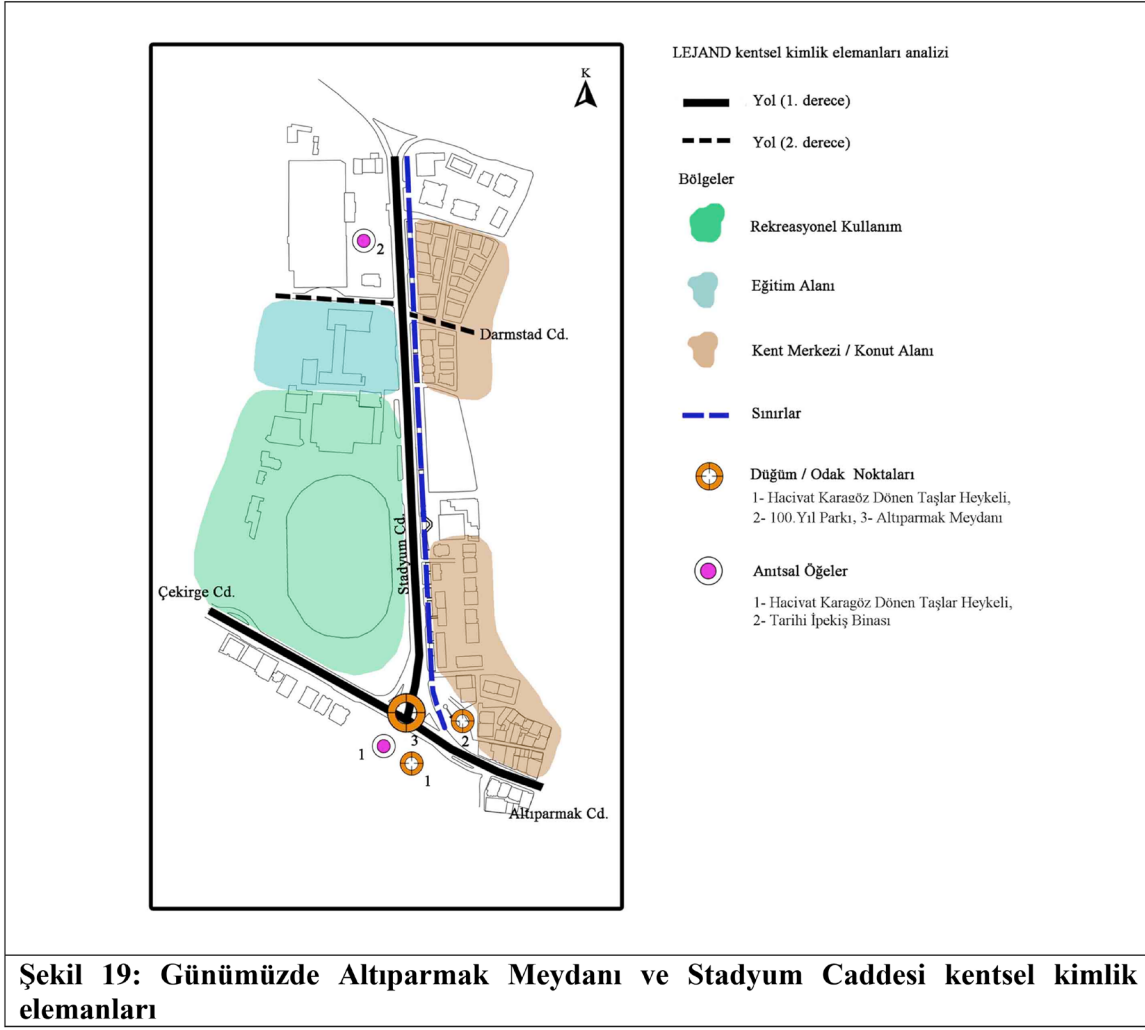 K
LEJAND kentsel kimlik elemanları analizi
Yol (1. derece)
Yol (2. derece)
Bölgeler
Rekreasyonel Kullanım
Eğitim Alanı
Kent Merkezi / Konut Alanı
Sınırlar
Düğüm / Odak Noktaları
1- Hacivat Karagöz Dönen Taşlar Heykeli,
2- 100.Yıl Parkı, 3- Altıparmak Meydanı
Anıtsal Öğeler
1- Hacivat Karagöz Dönen Taşlar Heykeli,
2- Tarihi İpekiş Binası
2
Darmstad Cd.
Stadyum Cd.
Çekirge Cd.
3
2
1
1
Altıparmak Cd.
Şekil 19: Günümüzde Altıparmak Meydanı ve Stadyum Caddesi kentsel kimlik
elemanları